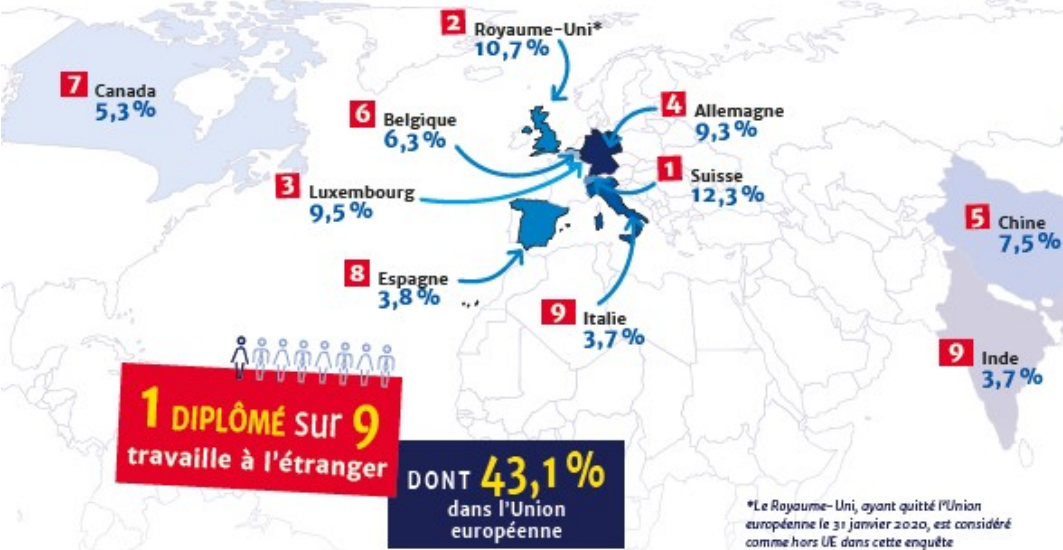 2 Royaume-Uni*
10,7 %
7 Canada
5,3 %
6 Belgique
6,3 %
4 Allemagne
9,3 %
3 Luxembourg
9,5 %
1 Suisse
12,3 %
5 Chine
7,5 %
8 Espagne
3,8 %
9 Italie
3,7 %
9 Inde
3,7 %
1 DIPLÔMÉ sur 9
travaille à l'étranger
DONT 43,1 %
dans l'Union
européenne
*Le Royaume-Uni, ayant quitté l'Union
européenne le 31 janvier 2020, est considéré
comme hors UE dans cette enquête